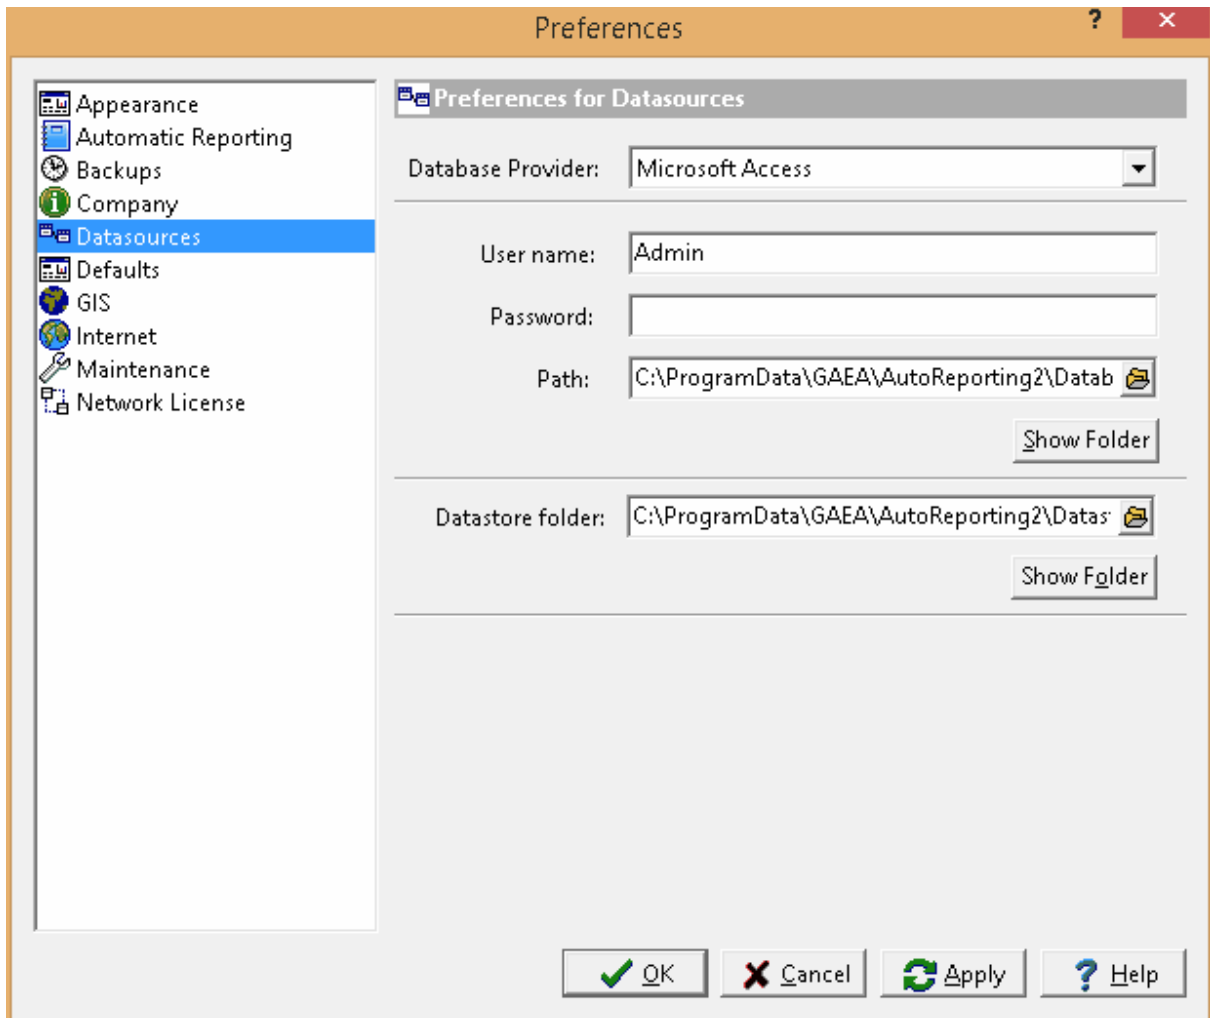 Preferences
?
Appearance
Automatic Reporting
Backups
Company
Datasources
Defaults
GIS
Internet
Maintenance
Network License
Preferences for Datasources
Database Provider: Microsoft Access
User name: Admin
Password:
Path: C:\ProgramData\GAEA\AutoReporting2\Datab
Show Folder
Datastore folder: C:\ProgramData\GAEA\AutoReporting2\Datas
Show Folder
OK Cancel Apply Help